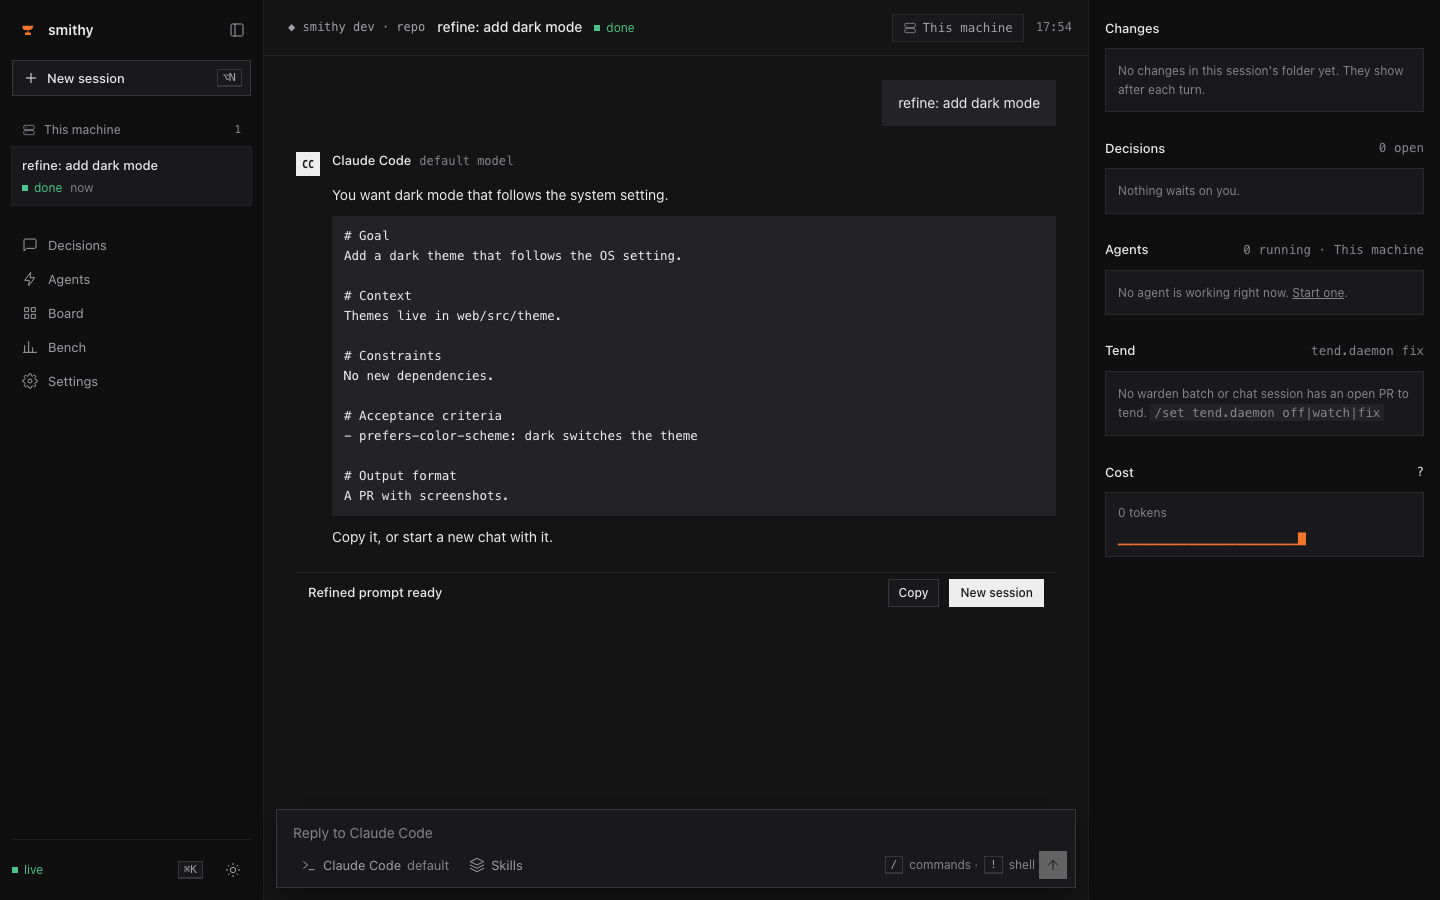 smithy
New session ⌥N
This machine 1
refine: add dark mode
done now
Decisions
Agents
Board
Bench
Settings
live ⌘K
◆ smithy dev · repo refine: add dark mode done This machine 17:54
refine: add dark mode
CC Claude Code default model
You want dark mode that follows the system setting.
# Goal
Add a dark theme that follows the OS setting.
# Context
Themes live in web/src/theme.
# Constraints
No new dependencies.
# Acceptance criteria
- prefers-color-scheme: dark switches the theme
# Output format
A PR with screenshots.
Copy it, or start a new chat with it.
Refined prompt ready Copy New session
Reply to Claude Code
Claude Code default Skills / commands · ! shell
Changes
No changes in this session's folder yet. They show
after each turn.
Decisions 0 open
Nothing waits on you.
Agents 0 running · This machine
No agent is working right now. Start one.
Tend tend.daemon fix
No warden batch or chat session has an open PR to
tend. /set tend.daemon off|watch|fix
Cost ?
0 tokens